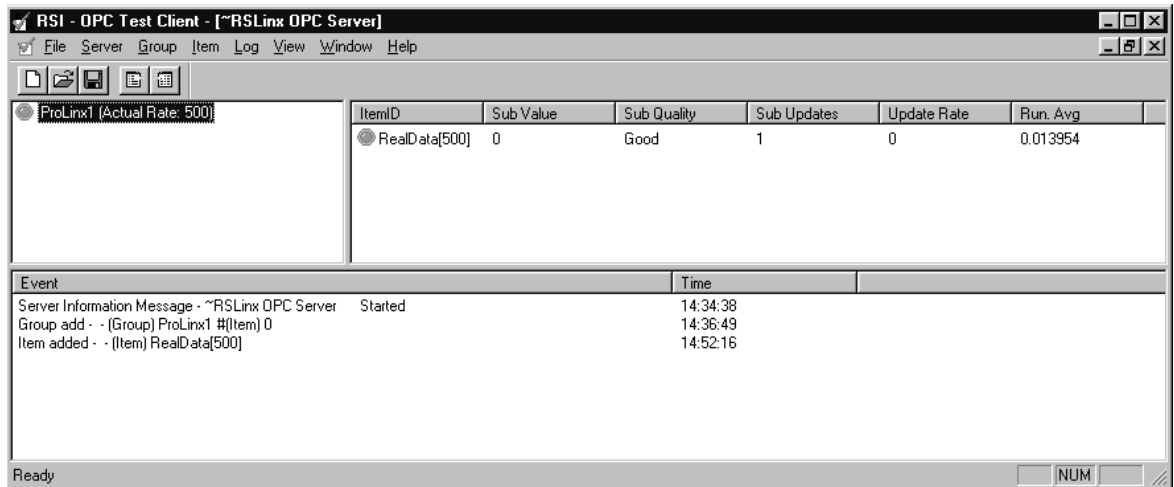 RSI - OPC Test Client - [~RSLinx OPC Server]
File Server Group Item Log View Window Help
ProLinx1 (Actual Rate: 500)
ItemID Sub Value Sub Quality Sub Updates Update Rate Run. Avg
RealData[500] 0 Good 1 0 0.013954
Event Time
Server Information Message - ~RSLinx OPC Server Started 14:34:38
Group add - - (Group) ProLinx1 #(Item) 0 14:36:49
Item added - - (Item) RealData[500] 14:52:16
Ready NUM